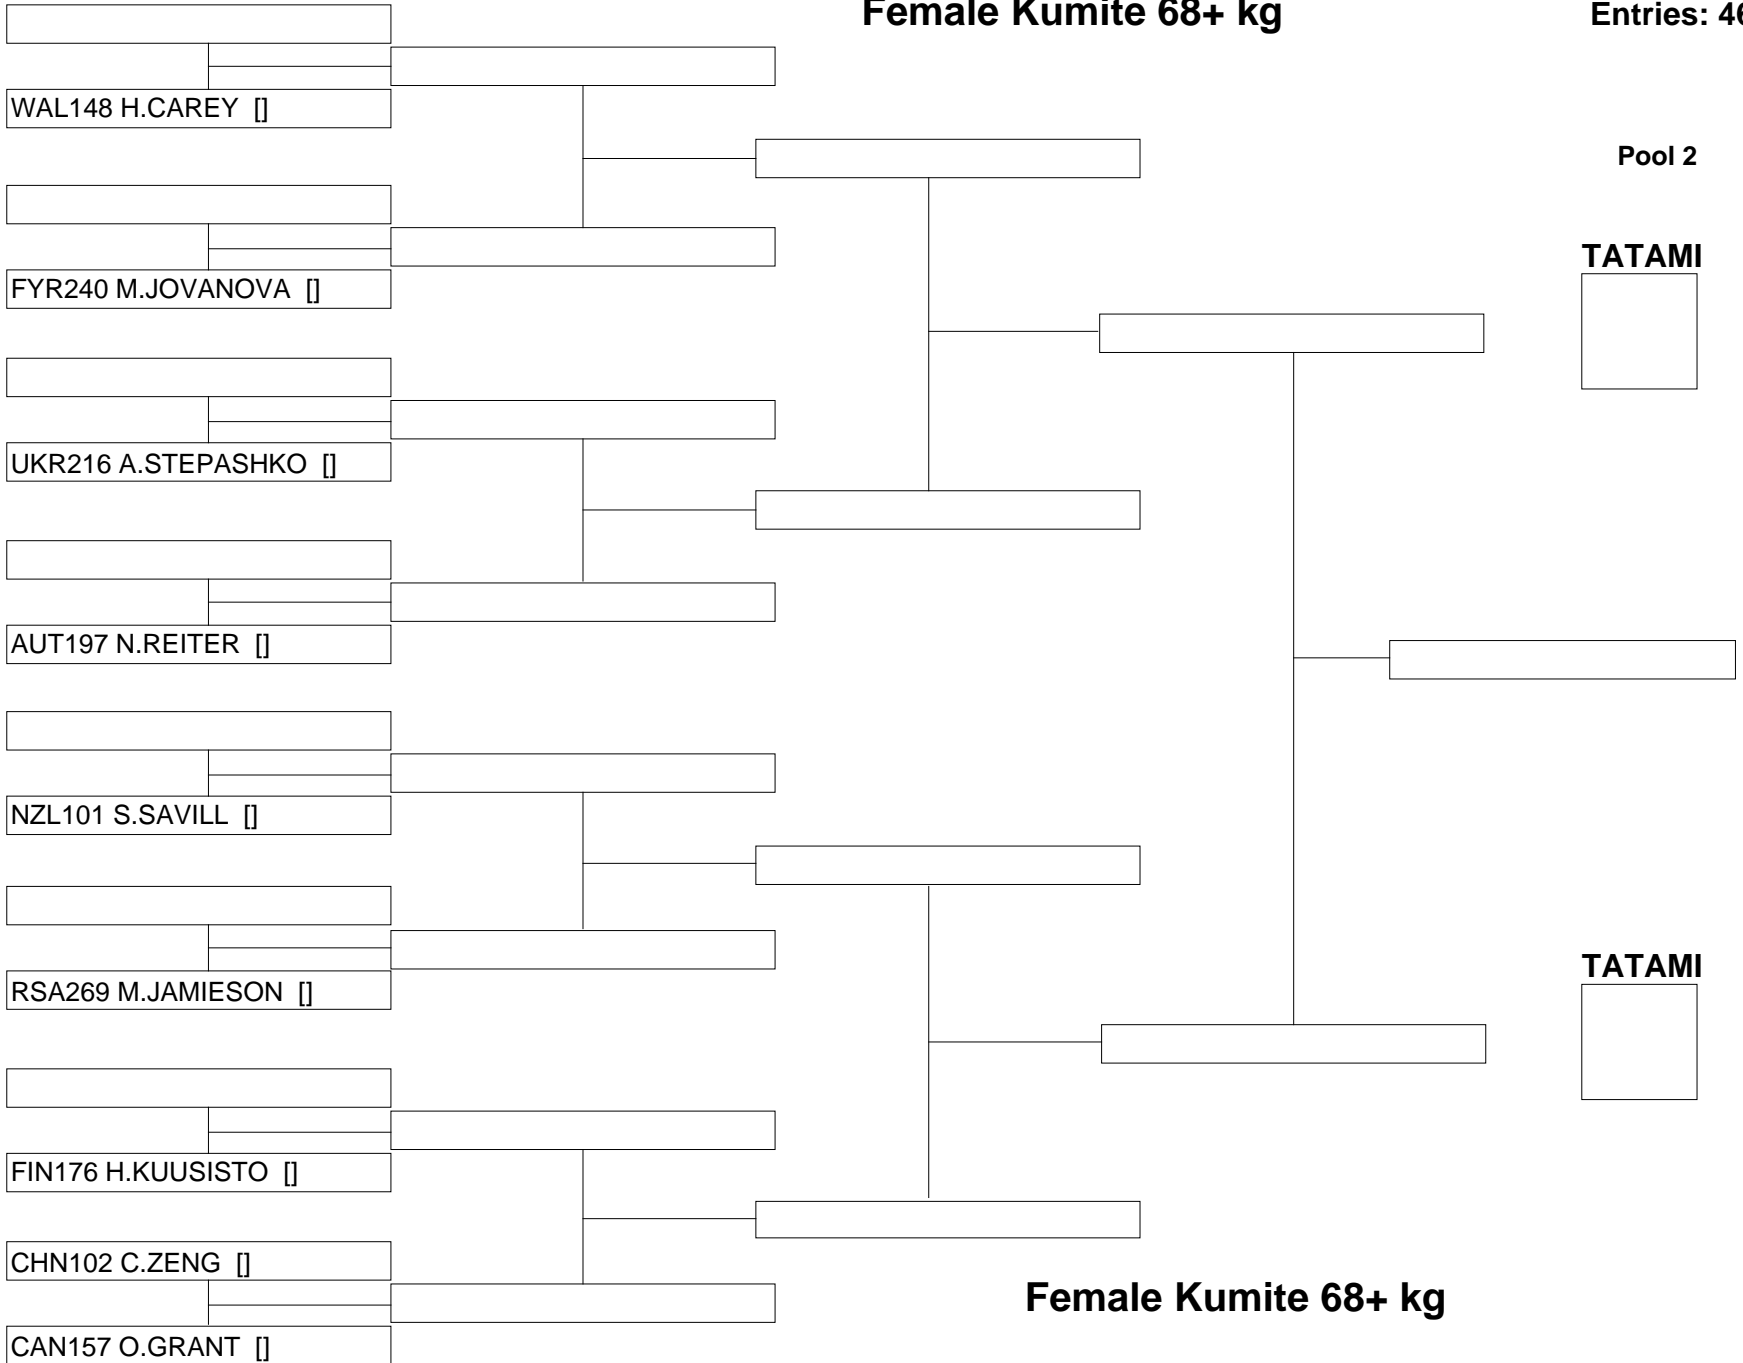 Female Kumite 68+ kg
Entries: 46
WAL148 H.CAREY []
Pool 2
TATAMI
FYR240 M.JOVANOVA []
UKR216 A.STEPASHKO []
AUT197 N.REITER []
NZL101 S.SAVILL []
TATAMI
RSA269 M.JAMIESON []
FIN176 H.KUUSISTO []
CHN102 C.ZENG []
Female Kumite 68+ kg
CAN157 O.GRANT []